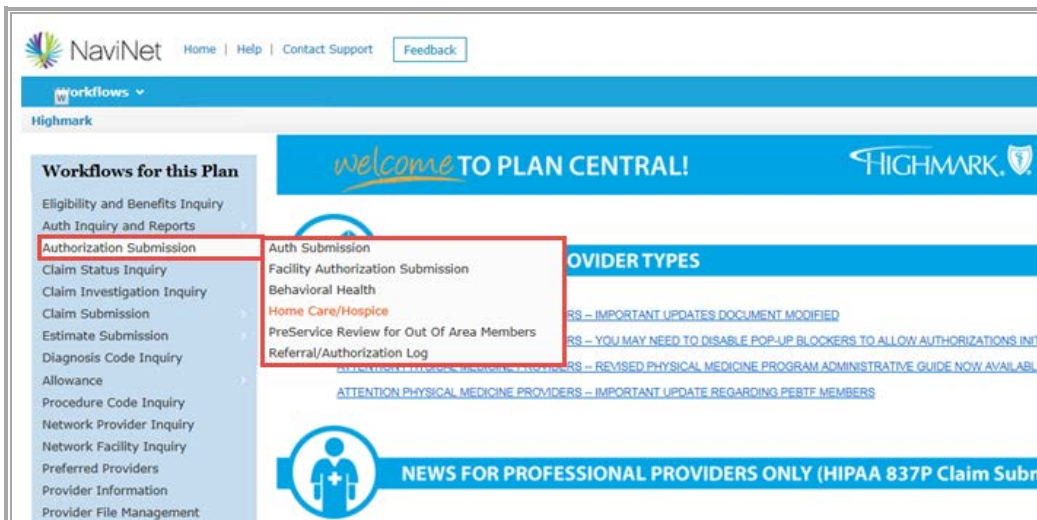 NaviNet Home | Help | Contact Support Feedback
Workflows
Highmark
Workflows for this Plan
Eligibility and Benefits Inquiry
Auth Inquiry and Reports
Authorization Submission
Claim Status Inquiry
Claim Investigation Inquiry
Claim Submission
Estimate Submission
Diagnosis Code Inquiry
Allowance
Procedure Code Inquiry
Network Provider Inquiry
Network Facility Inquiry
Preferred Providers
Provider Information
Provider File Management
Auth Submission
Facility Authorization Submission
Behavioral Health
Home Care/Hospice
PreService Review for Out Of Area Members
Referral/Authorization Log
welcome TO PLAN CENTRAL! HIGHMARK.
OVIDER TYPES
RS – IMPORTANT UPDATES DOCUMENT MODIFIED
RS – YOU MAY NEED TO DISABLE POP-UP BLOCKERS TO ALLOW AUTHORIZATIONS INIT
ATTENTION PHYSICAL MEDICINE PROVIDERS – REVISED PHYSICAL MEDICINE PROGRAM ADMINISTRATIVE GUIDE NOW AVAILABL
ATTENTION PHYSICAL MEDICINE PROVIDERS – IMPORTANT UPDATE REGARDING PEBTF MEMBERS
NEWS FOR PROFESSIONAL PROVIDERS ONLY (HIPAA 837P Claim Subm